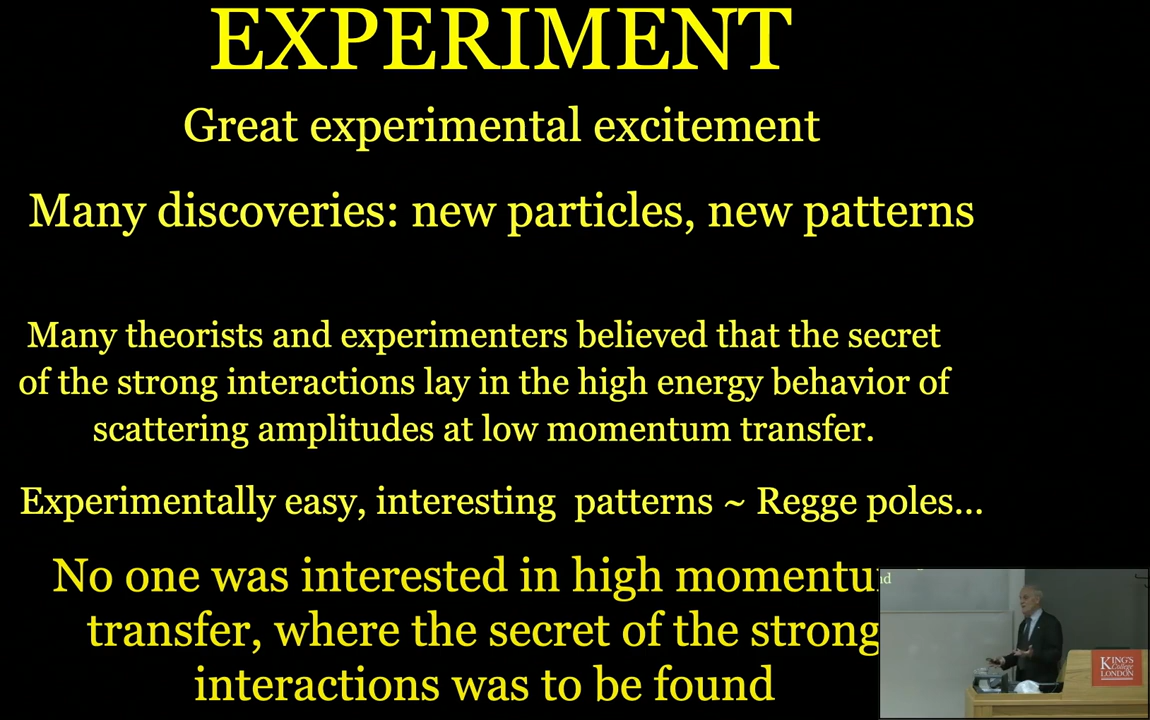 EXPERIMENT
Great experimental excitement
Many discoveries: new particles, new patterns
Many theorists and experimenters believed that the secret
of the strong interactions lay in the high energy behavior of
scattering amplitudes at low momentum transfer.
Experimentally easy, interesting patterns ~ Regge poles...
No one was interested in high
transfer, where the secret of the strong
interactions was to be found
KING'S
College
LONDON